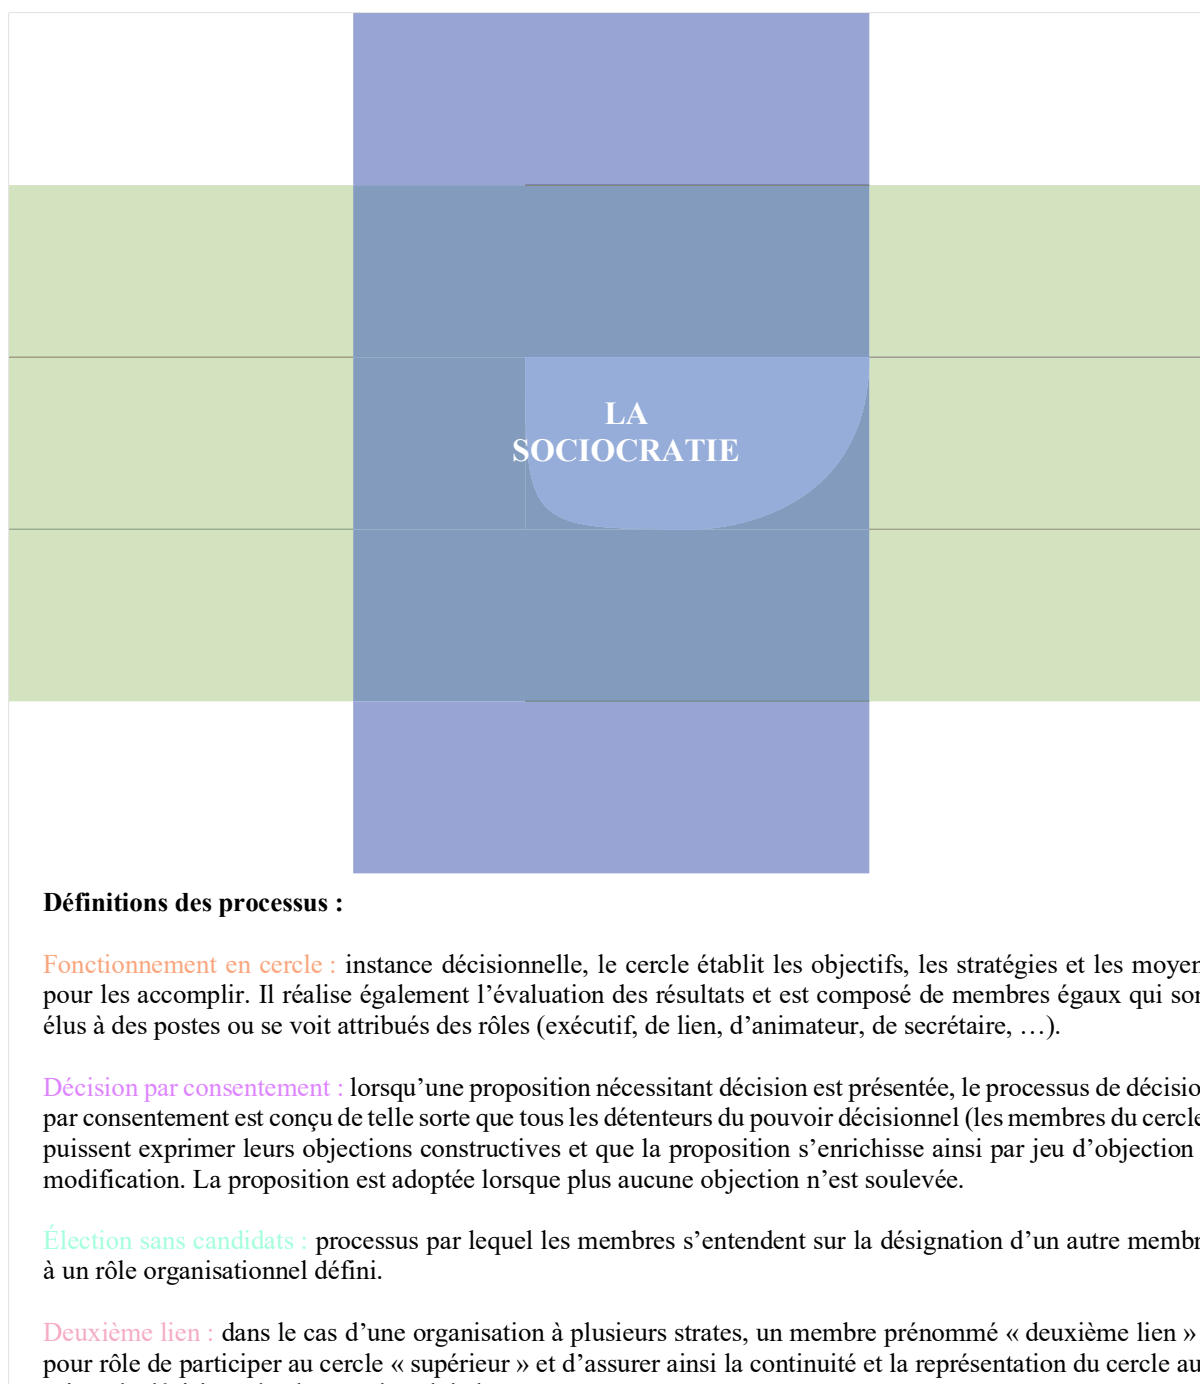 LA
SOCIOCRATIE
Définitions des processus :
Fonctionnement en cercle : instance décisionnelle, le cercle établit les objectifs, les stratégies et les moyen
pour les accomplir. Il réalise également l’évaluation des résultats et est composé de membres égaux qui son
élus à des postes ou se voit attribués des rôles (exécutif, de lien, d’animateur, de secrétaire, …).
Décision par consentement : lorsqu’une proposition nécessitant décision est présentée, le processus de décisio
par consentement est conçu de telle sorte que tous les détenteurs du pouvoir décisionnel (les membres du cercle
puissent exprimer leurs objections constructives et que la proposition s’enrichisse ainsi par jeu d’objection
modification. La proposition est adoptée lorsque plus aucune objection n’est soulevée.
Élection sans candidats : processus par lequel les membres s’entendent sur la désignation d’un autre membr
à un rôle organisationnel défini.
Deuxième lien : dans le cas d’une organisation à plusieurs strates, un membre prénommé « deuxième lien »
pour rôle de participer au cercle « supérieur » et d’assurer ainsi la continuité et la représentation du cercle au